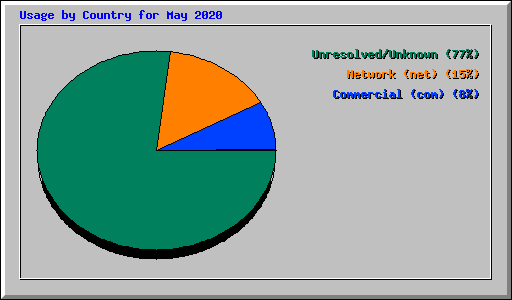 Usage by Country for May 2020
Unresolved/Unknown (77%)
Network (net) (15%)
Commercial (com) (8%)